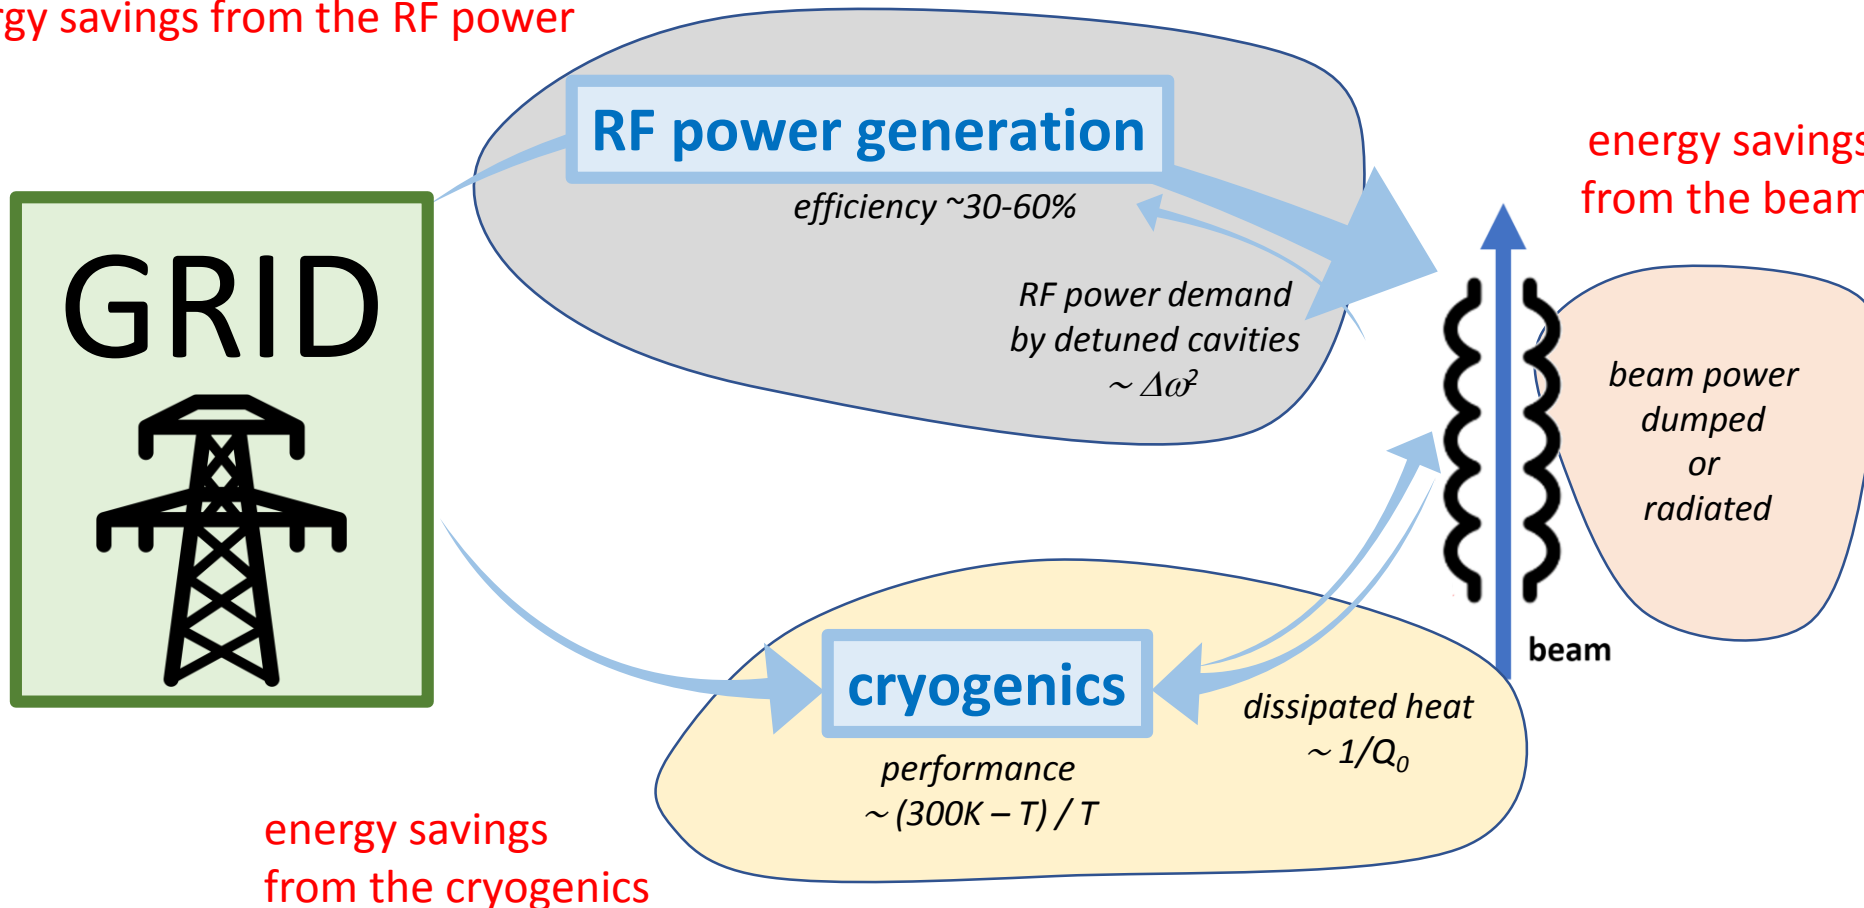 gy savings from the RF power
RF power generation
efficiency ~30-60%
RF power demand
by detuned cavities
~ Δω²
energy savings
from the beam
GRID
beam power
dumped
or
radiated
beam
cryogenics
performance
~ (300K – T) / T
dissipated heat
~ 1/Q₀
energy savings
from the cryogenics